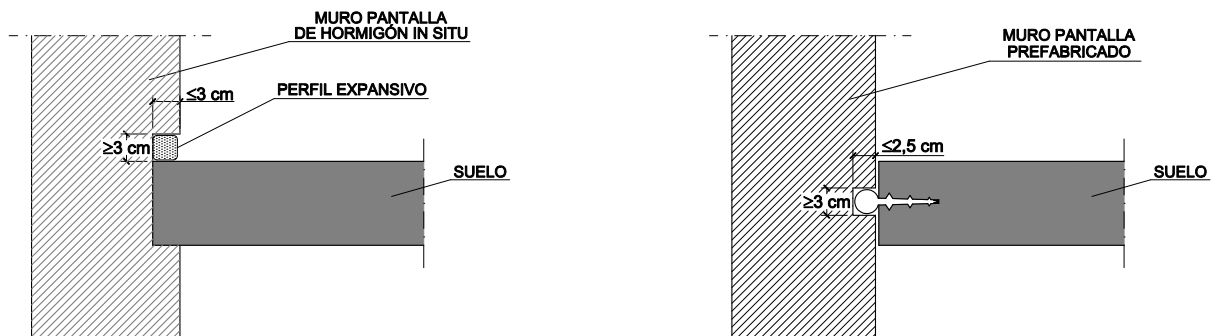 MURO PANTALLA
DE HORMIGÓN IN SITU
≤3 cm
PERFIL EXPANSIVO
≥3 cm
SUELO
MURO PANTALLA
PREFABRICADO
≤2,5 cm
≥3 cm
SUELO